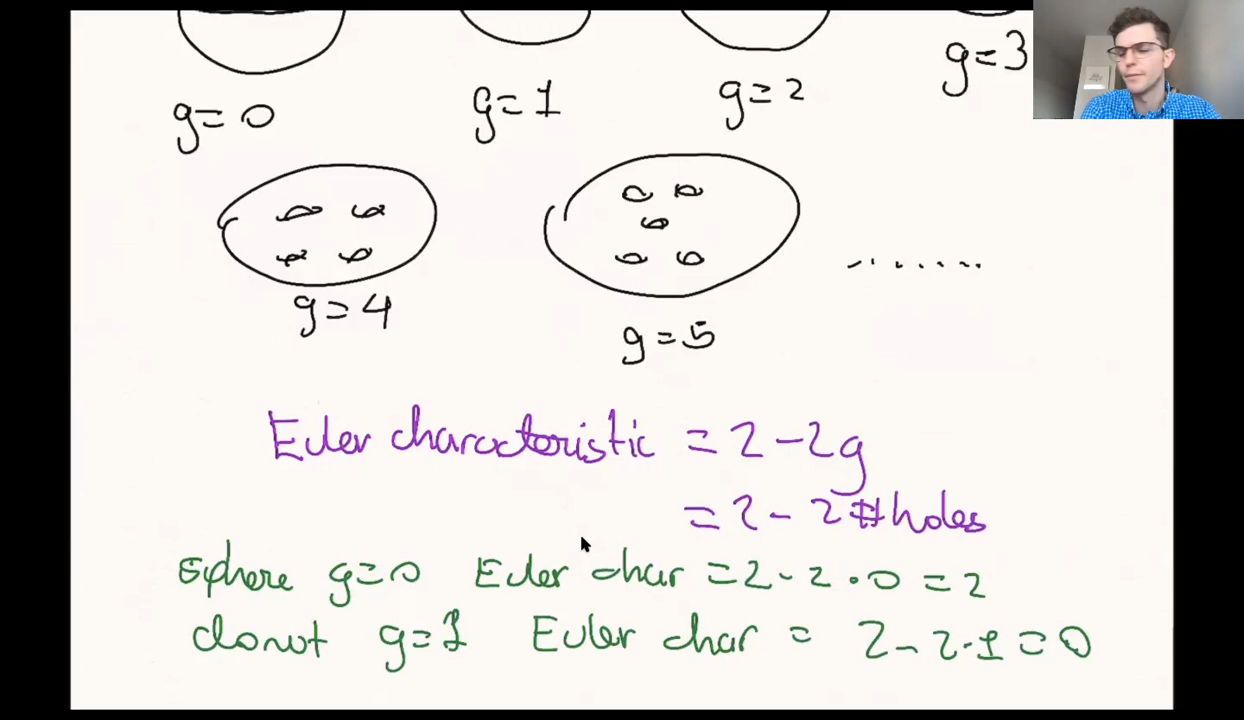 g=0 g=1 g=2 g=3
g=4 g=5 .......
Euler characteristic = 2-2g
= 2 - 2 #holes
sphere g=0 Euler char = 2-2·0 = 2
donut g=1 Euler char = 2-2·1=0